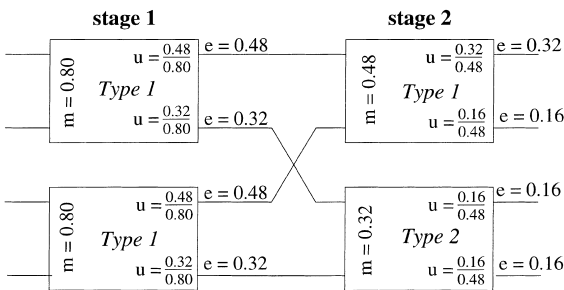 stage 1 stage 2
m = 0.80 u = 0.48/0.80 e = 0.48
Type 1
u = 0.32/0.80 e = 0.32
m = 0.48 u = 0.32/0.48 e = 0.32
Type 1
u = 0.16/0.48 e = 0.16
m = 0.80 u = 0.48/0.80 e = 0.48
Type 1
u = 0.32/0.80 e = 0.32
m = 0.32 u = 0.16/0.48 e = 0.16
Type 2
u = 0.16/0.48 e = 0.16